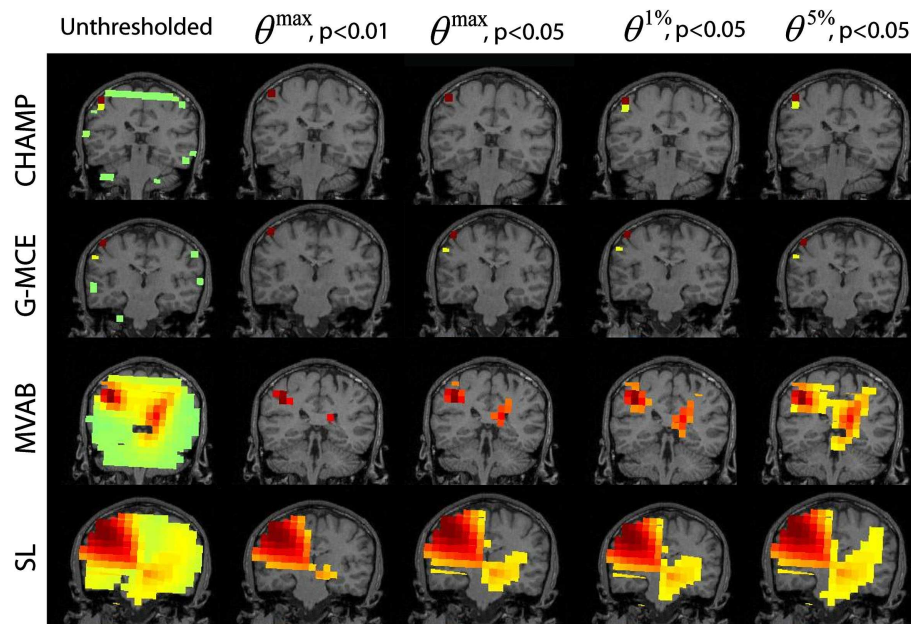 Unthresholded θmax, p<0.01 θmax, p<0.05 θ1%, p<0.05 θ5%, p<0.05
CHAMP
G-MCE
MVAB
SL